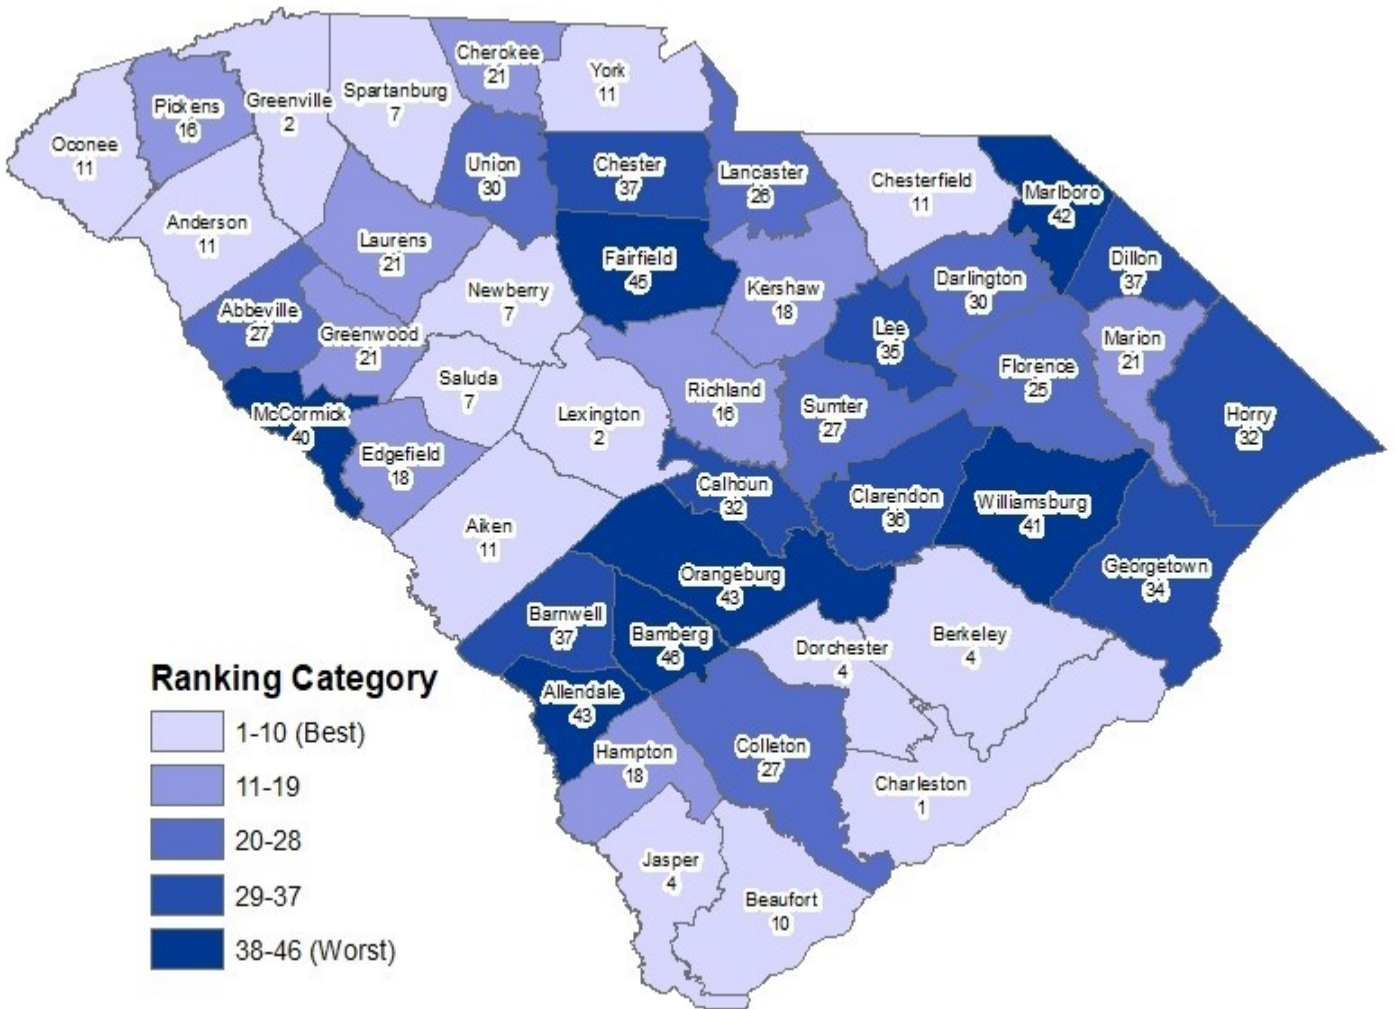 Cherokee
21
York
11
Spartanburg
7
Greenville
2
Pickens
16
Oconee
11
Union
30
Chester
37
Lancaster
26
Chesterfield
11
Marlboro
42
Anderson
11
Laurens
21
Fairfield
45
Dillon
37
Newberry
7
Kershaw
18
Darlington
30
Abbeville
27
Greenwood
21
Lee
35
Marion
21
Saluda
7
Florence
25
Richland
16
Sumter
27
McCormick
40
Lexington
2
Horry
32
Edgefield
18
Calhoun
32
Clarendon
36
Williamsburg
41
Aiken
11
Orangeburg
43
Georgetown
34
Barnwell
37
Bamberg
46
Dorchester
4
Berkeley
4
Allendale
43
Hampton
18
Colleton
27
Charleston
1
Jasper
4
Beaufort
10
Ranking Category
1-10 (Best)
11-19
20-28
29-37
38-46 (Worst)